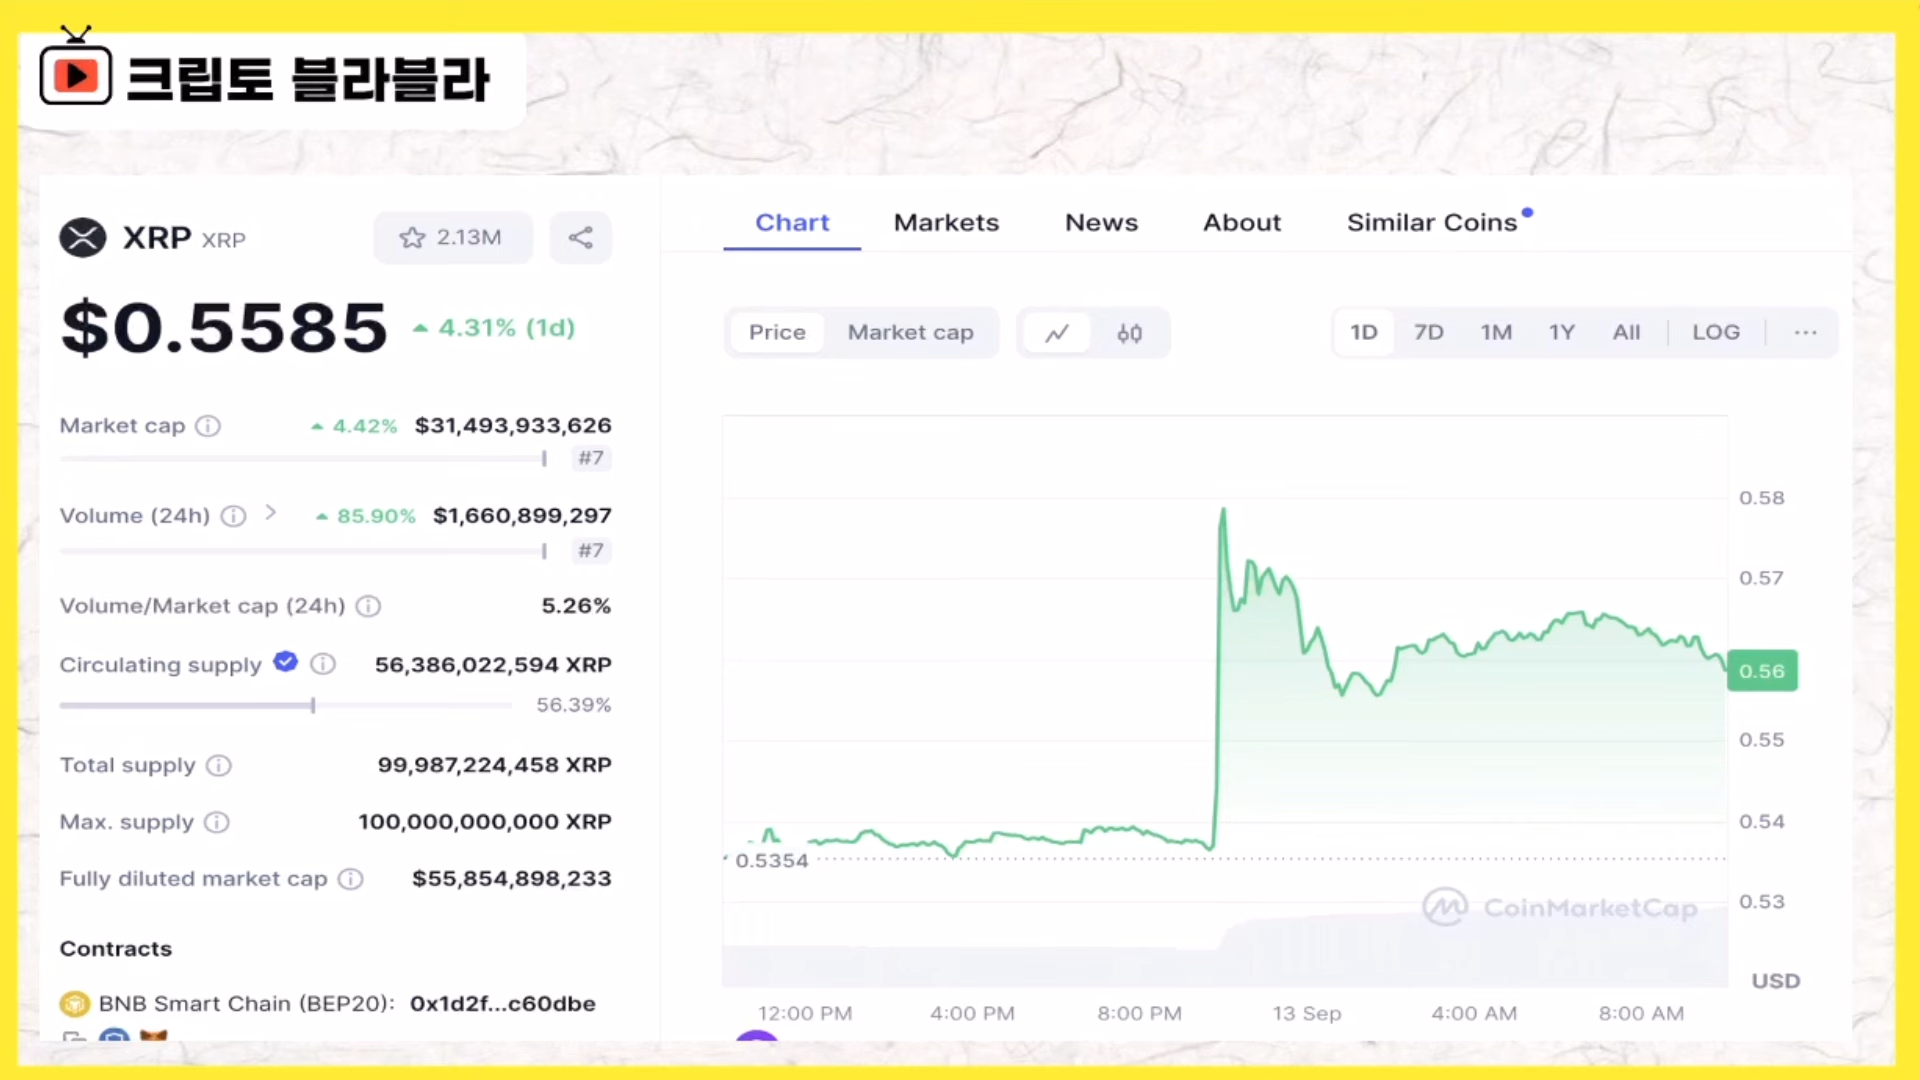 크립토 블라블라
XRP XRP
2.13M
$0.5585
4.31% (1d)
Market cap
4.42%
$31,493,933,626
#7
Volume (24h)
85.90%
$1,660,899,297
#7
Volume/Market cap (24h)
5.26%
Circulating supply
56,386,022,594 XRP
56.39%
Total supply
99,987,224,458 XRP
Max. supply
100,000,000,000 XRP
Fully diluted market cap
$55,854,898,233
Contracts
BNB Smart Chain (BEP20): 0x1d2f...c60dbe
Chart Markets News About Similar Coins
Price Market cap
1D 7D 1M 1Y All LOG ...
0.58
0.57
0.56
0.55
0.54
0.5354
0.53
CoinMarketCap
USD
12:00 PM 4:00 PM 8:00 PM 13 Sep 4:00 AM 8:00 AM